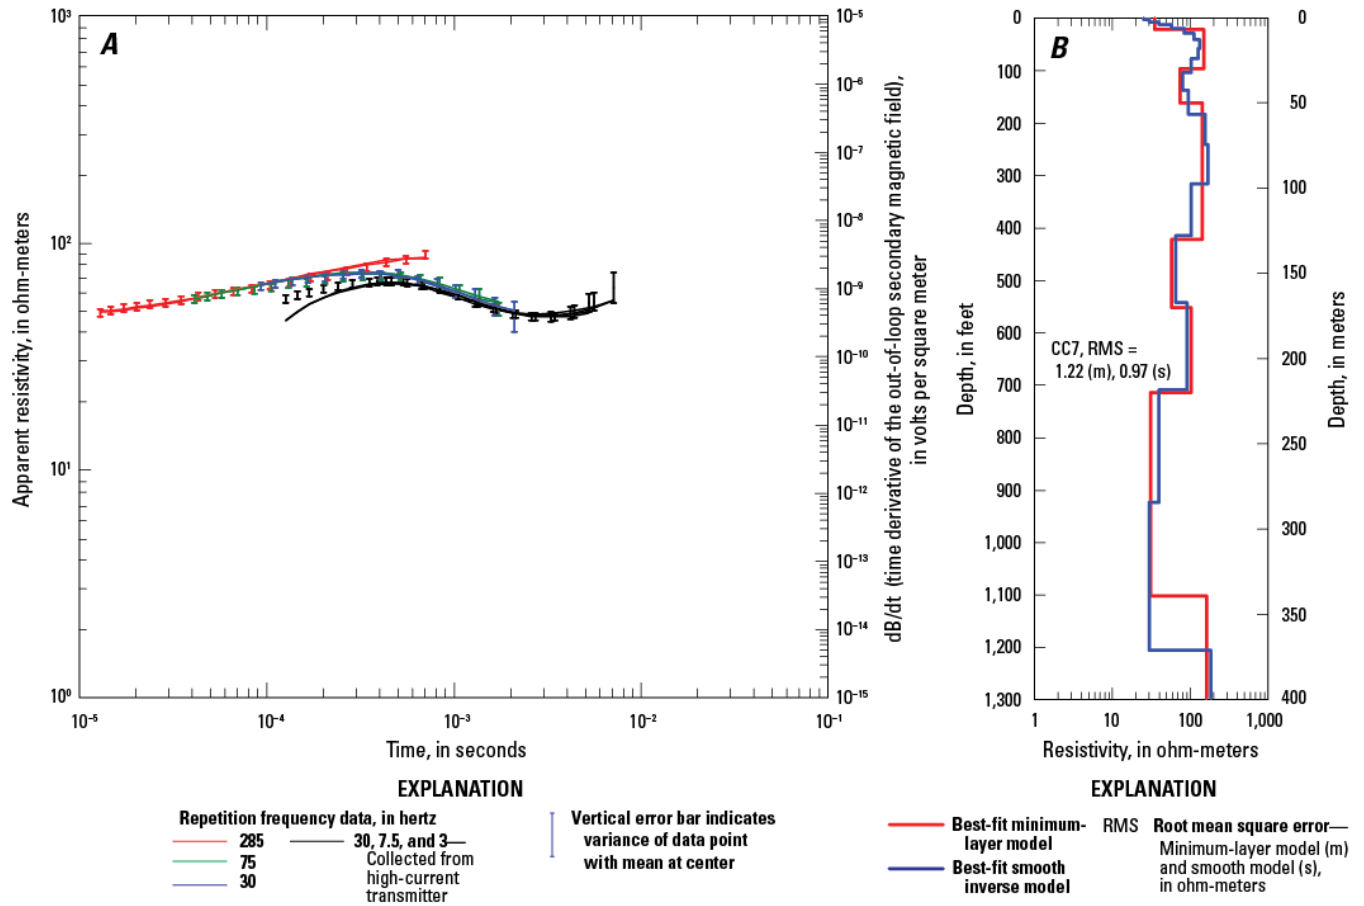 A
10³
10²
10¹
10⁰
Apparent resistivity, in ohm-meters
10⁻⁵
10⁻⁴
10⁻³
10⁻²
10⁻¹
Time, in seconds
10⁻⁵
10⁻⁶
10⁻⁷
10⁻⁸
10⁻⁹
10⁻¹⁰
10⁻¹¹
10⁻¹²
10⁻¹³
10⁻¹⁴
10⁻¹⁵
dB/dt (time derivative of the out-of-loop secondary magnetic field),
in volts per square meter
B
0
50
100
200
300
400
500
600
700
800
900
1,000
1,100
1,200
1,300
Depth, in feet
CC7, RMS =
1.22 (m), 0.97 (s)
0
50
100
150
200
250
300
350
400
Depth, in meters
1
10
100
1,000
Resistivity, in ohm-meters
EXPLANATION
Repetition frequency data, in hertz
285
75
30
30, 7.5, and 3—
Collected from
high-current
transmitter
Vertical error bar indicates
variance of data point
with mean at center
EXPLANATION
Best-fit minimum-
layer model
Best-fit smooth
inverse model
RMS Root mean square error—
Minimum-layer model (m)
and smooth model (s),
in ohm-meters